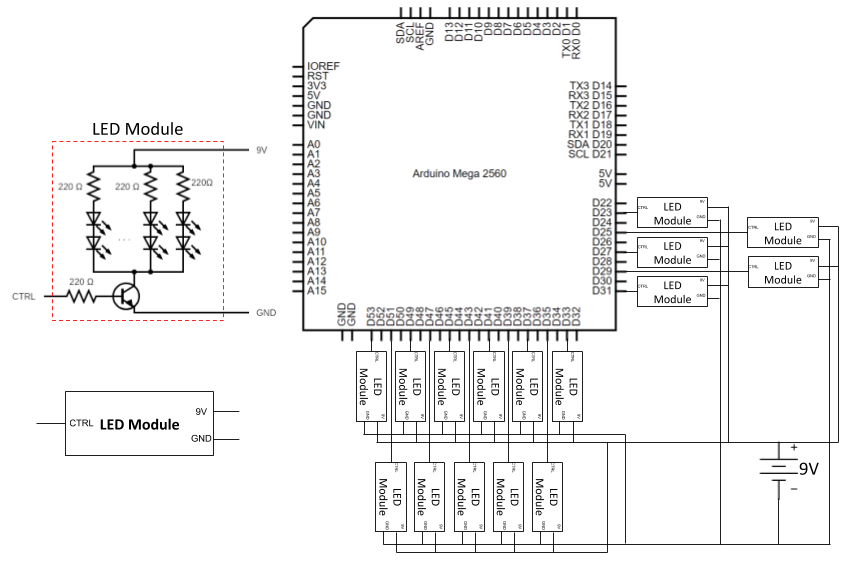 SDA
SCL
AREF
GND
D13
D12
D11
D10
D9
D8
D7
D6
D5
D4
D3
D2
TX0 D1
RX0 D0
IOREF
RST
3V3
5V
GND
GND
VIN
A0
A1
A2
A3
A4
A5
A6
A7
A8
A9
A10
A11
A12
A13
A14
A15
Arduino Mega 2560
TX3 D14
RX3 D15
TX2 D16
RX2 D17
TX1 D18
RX1 D19
SDA D20
SCL D21
5V
5V
D22
D23
D24
D25
D26
D27
D28
D29
D30
D31
GND
GND
D53
D52
D51
D50
D49
D48
D47
D46
D45
D44
D43
D42
D41
D40
D39
D38
D37
D36
D35
D34
D33
D32
LED Module
9V
220 Ω
220 Ω
220Ω
...
220 Ω
CTRL
GND
9V
CTRL
LED Module
GND
CTRL
LED
Module
9V
GND
CTRL
LED
Module
9V
GND
CTRL
LED
Module
9V
GND
CTRL
LED
Module
9V
GND
CTRL
LED
Module
9V
GND
CTRL
LED
Module
GND
9V
CTRL
LED
Module
GND
9V
CTRL
LED
Module
GND
9V
CTRL
LED
Module
GND
9V
CTRL
LED
Module
GND
9V
CTRL
LED
Module
GND
9V
CTRL
LED
Module
GND
9V
CTRL
LED
Module
GND
9V
CTRL
LED
Module
GND
9V
CTRL
LED
Module
GND
9V
CTRL
LED
Module
GND
9V
+
9V
−